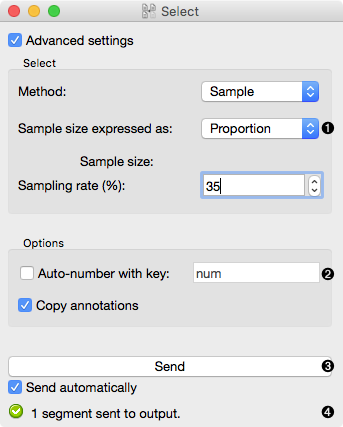 Select
Advanced settings
Select
Method: Sample
Sample size expressed as: Proportion ❶
Sample size:
Sampling rate (%): 35
Options
Auto-number with key: num ❷
Copy annotations
Send ❸
Send automatically
1 segment sent to output. ❹